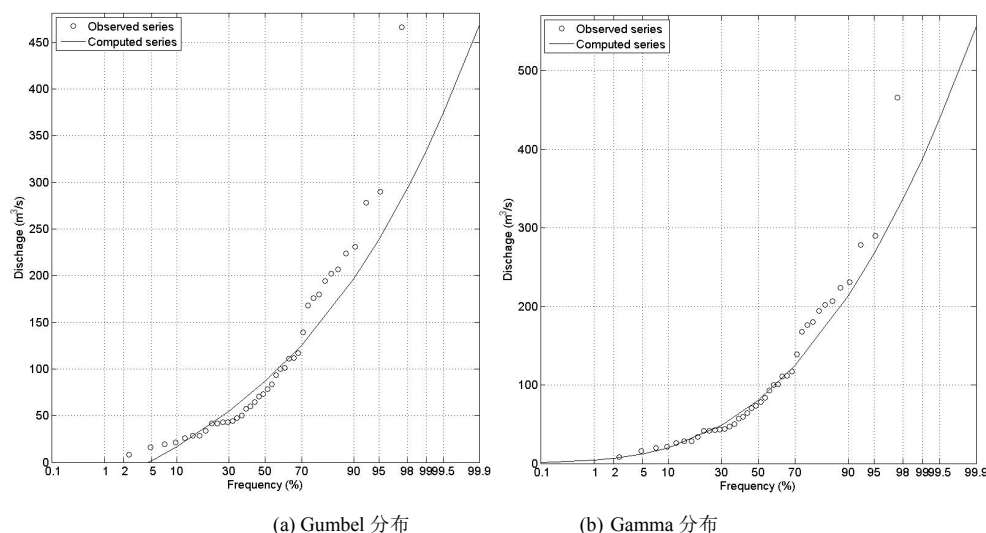 Observed series
Computed series
450
400
350
300
250
200
150
100
50
0
Dischage (m³/s)
0.1 1 2 5 10 30 50 70 90 95 98 99 99.5 99.9
Frequency (%)
(a) Gumbel 分布
Observed series
Computed series
500
400
300
200
100
0
Dischage (m³/s)
0.1 1 2 5 10 30 50 70 90 95 98 99 99.5 99.9
Frequency (%)
(b) Gamma 分布